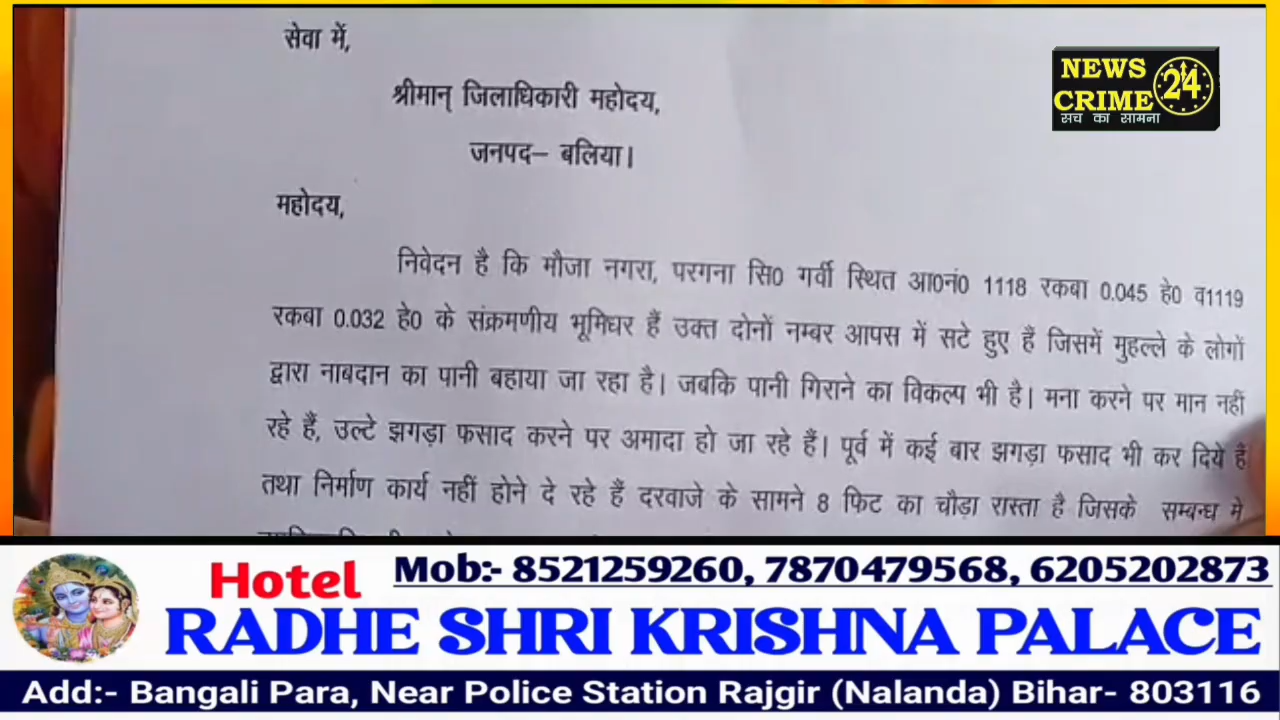 सेवा में,
श्रीमान् जिलाधिकारी महोदय,
जनपद– बलिया।
महोदय,
निवेदन है कि मौजा नगरा, परगना सि0 गर्वी स्थित आ0नं0 1118 रकबा 0.045 हे0 व1119
रकबा 0.032 हे0 के संक्रमणीय भूमिधर हैं उक्त दोनों नम्बर आपस में सटे हुए हैं जिसमें मुहल्ले के लोगों
द्वारा नाबदान का पानी बहाया जा रहा है। जबकि पानी गिराने का विकल्प भी है। मना करने पर मान नहीं
रहे हैं, उल्टे झगड़ा फसाद करने पर अमादा हो जा रहे हैं। पूर्व में कई बार झगड़ा फसाद भी कर दिये हैं
तथा निर्माण कार्य नहीं होने दे रहे हैं दरवाजे के सामने 8 फिट का चौड़ा रास्ता है जिसके सम्बन्ध मे
NEWS
CRIME 24
सच का सामना
Hotel
Mob:- 8521259260, 7870479568, 6205202873
RADHE SHRI KRISHNA PALACE
Add:- Bangali Para, Near Police Station Rajgir (Nalanda) Bihar- 803116